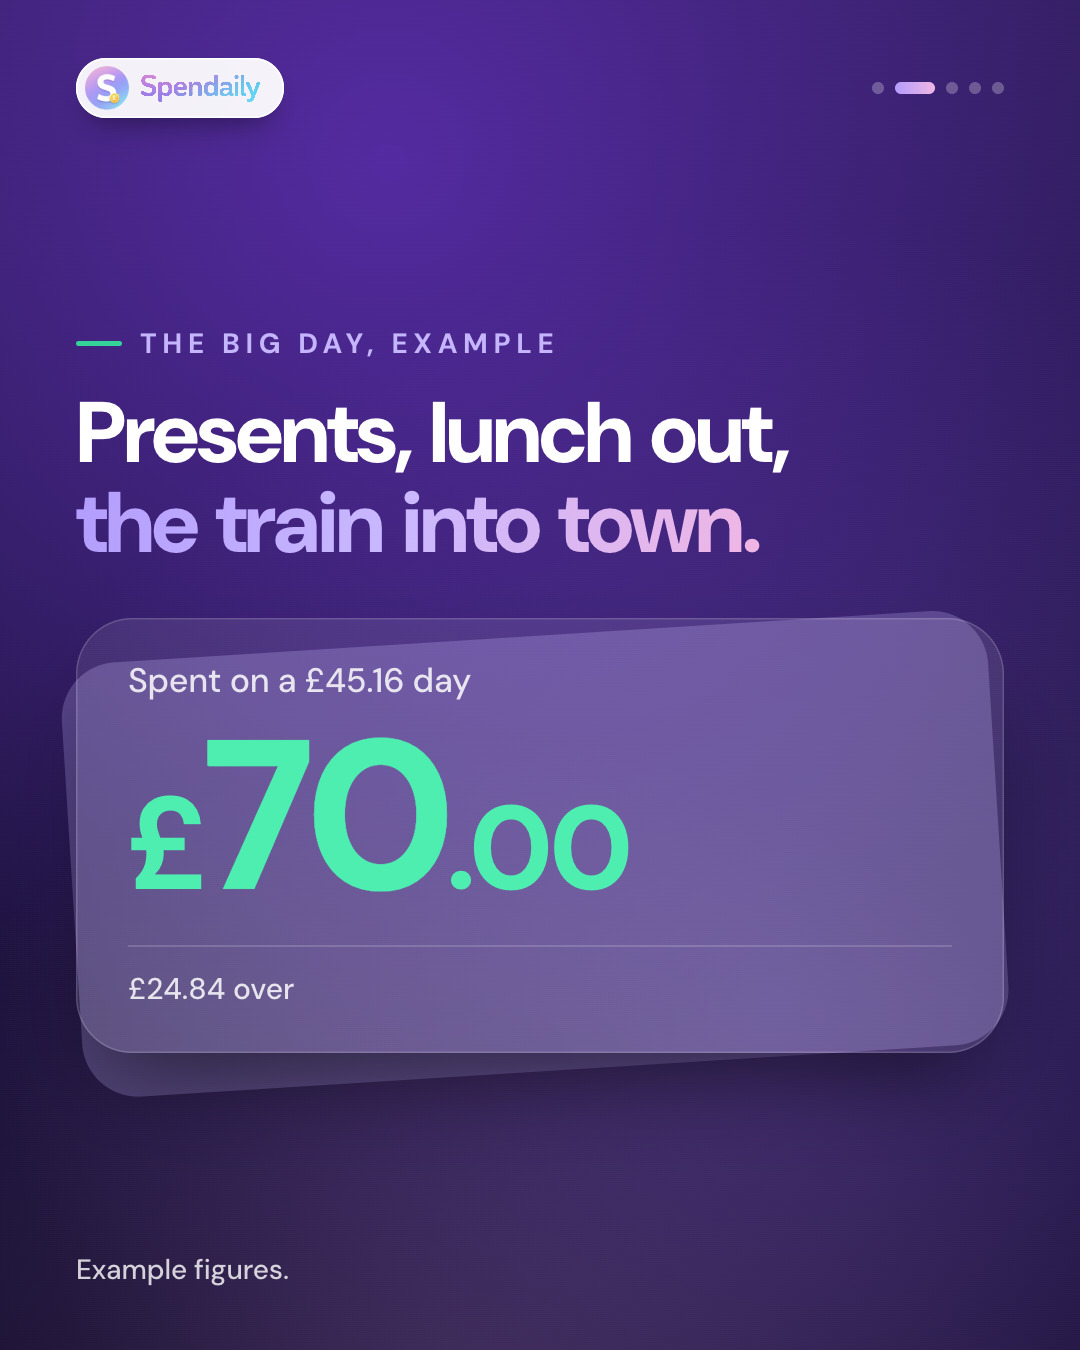 Spendaily
THE BIG DAY, EXAMPLE
Presents, lunch out,
the train into town.
Spent on a £45.16 day
£70.00
£24.84 over
Example figures.